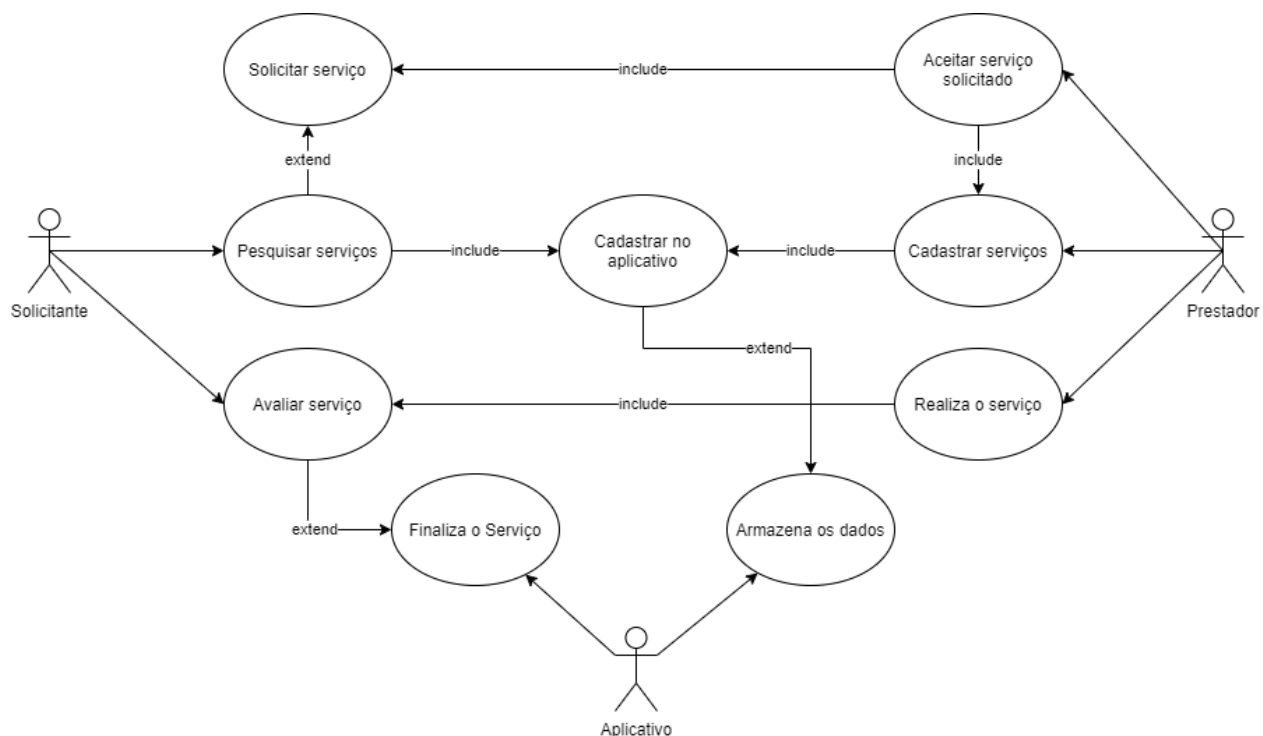 Solicitar serviço
include
Aceitar serviço
solicitado
extend
include
Pesquisar serviços
include
Cadastrar no
aplicativo
include
Cadastrar serviços
Solicitante
Prestador
extend
Avaliar serviço
include
Realiza o serviço
extend
Finaliza o Serviço
Armazena os dados
Aplicativo